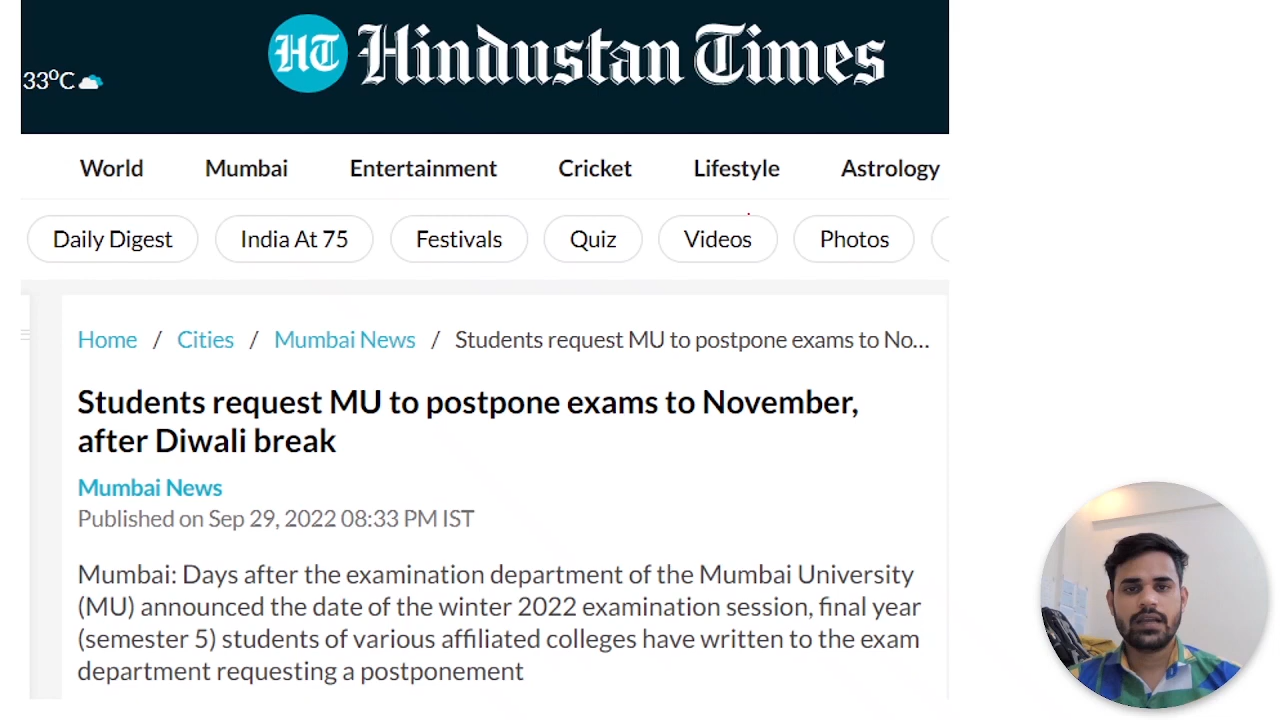 HT Hindustan Times
33°C
World Mumbai Entertainment Cricket Lifestyle Astrology
Daily Digest India At 75 Festivals Quiz Videos Photos
Home / Cities / Mumbai News / Students request MU to postpone exams to No...
Students request MU to postpone exams to November,
after Diwali break
Mumbai News
Published on Sep 29, 2022 08:33 PM IST
Mumbai: Days after the examination department of the Mumbai University
(MU) announced the date of the winter 2022 examination session, final year
(semester 5) students of various affiliated colleges have written to the exam
department requesting a postponement